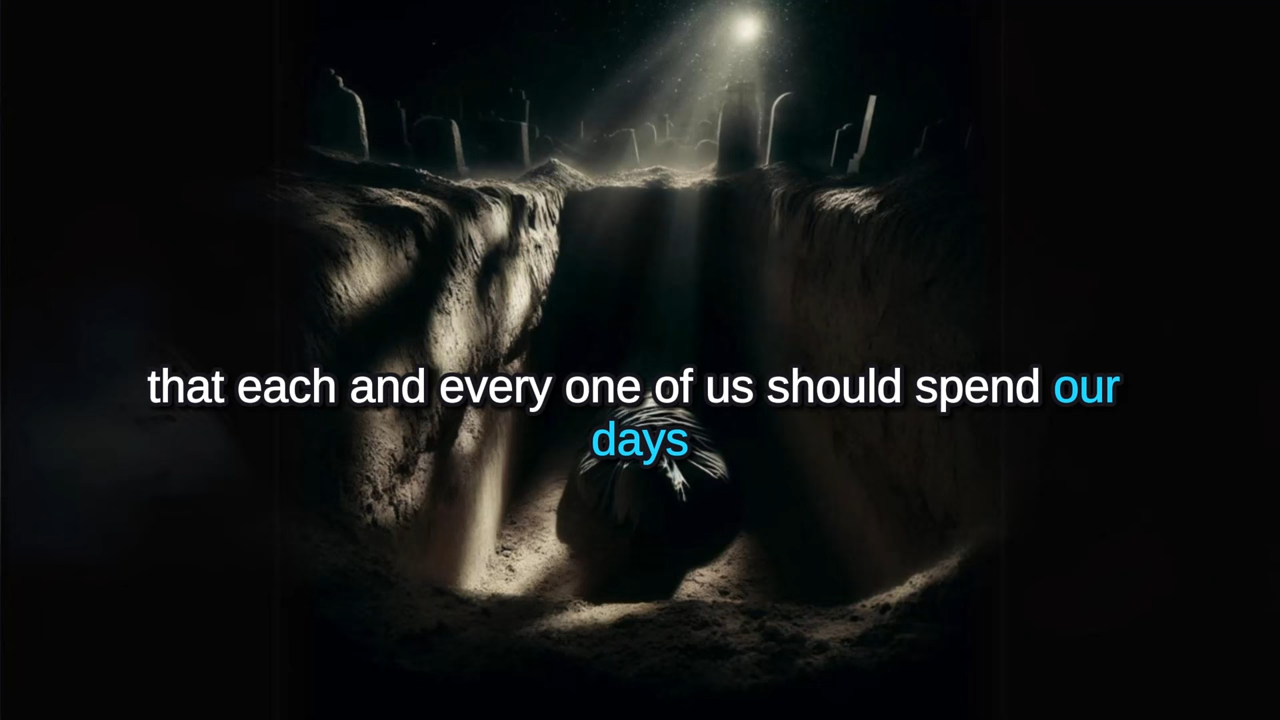 that each and every one of us should spend our
days